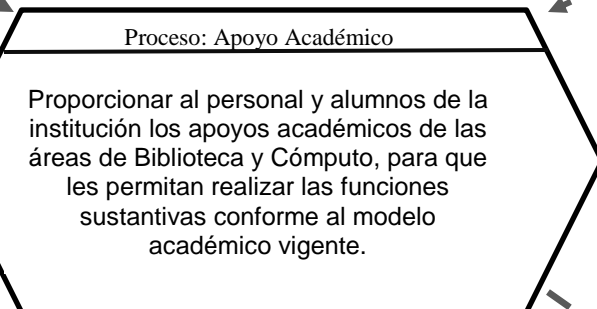 Proceso: Apoyo Académico
Proporcionar al personal y alumnos de la
institución los apoyos académicos de las
áreas de Biblioteca y Cómputo, para que
les permitan realizar las funciones
sustantivas conforme al modelo
académico vigente.